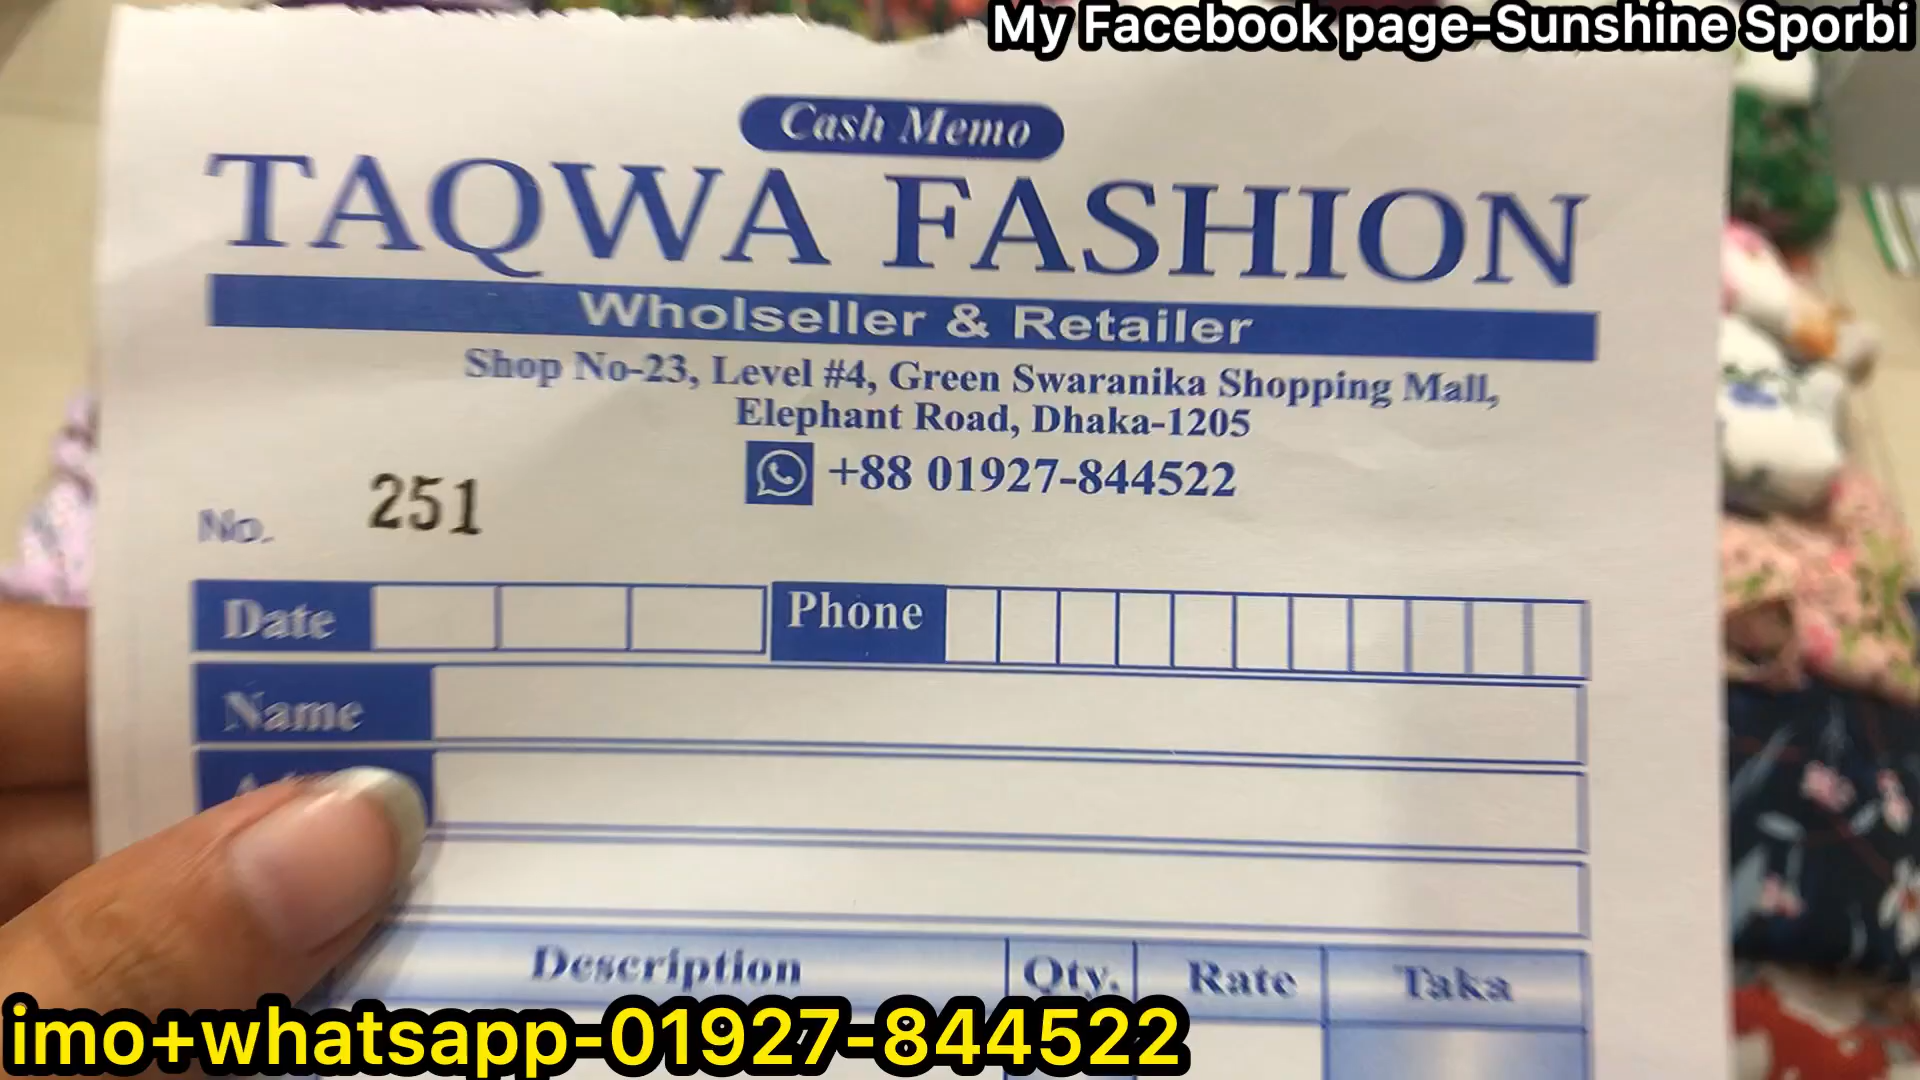 My Facebook page-Sunshine Sporbi
Cash Memo
TAQWA FASHION
Wholseller & Retailer
Shop No-23, Level #4, Green Swaranika Shopping Mall,
Elephant Road, Dhaka-1205
+88 01927-844522
No. 251
Date Phone
Name
Description Qty. Rate Taka
imo+whatsapp-01927-844522